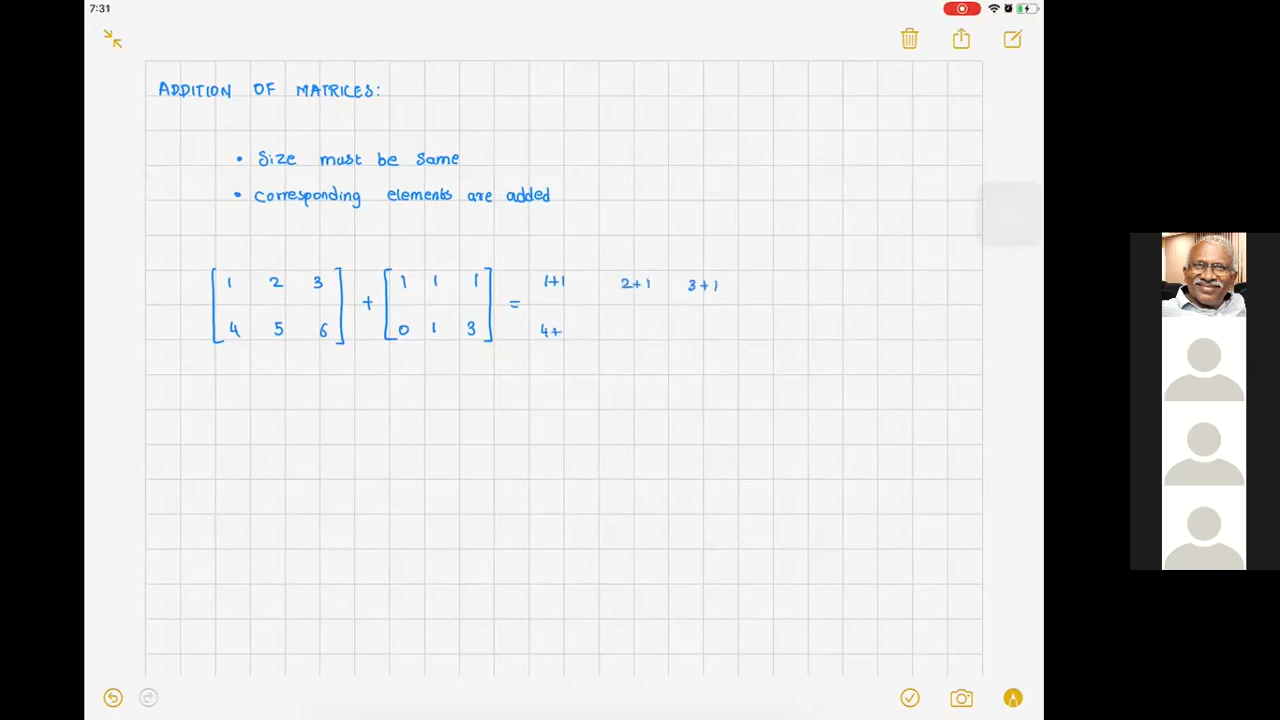 7:31
ADDITION OF MATRICES:
• Size must be same
• corresponding elements are added
[1 2 3 + [1 1 1] = 1+1 2+1 3+1
4 5 6] 0 1 3] 4+